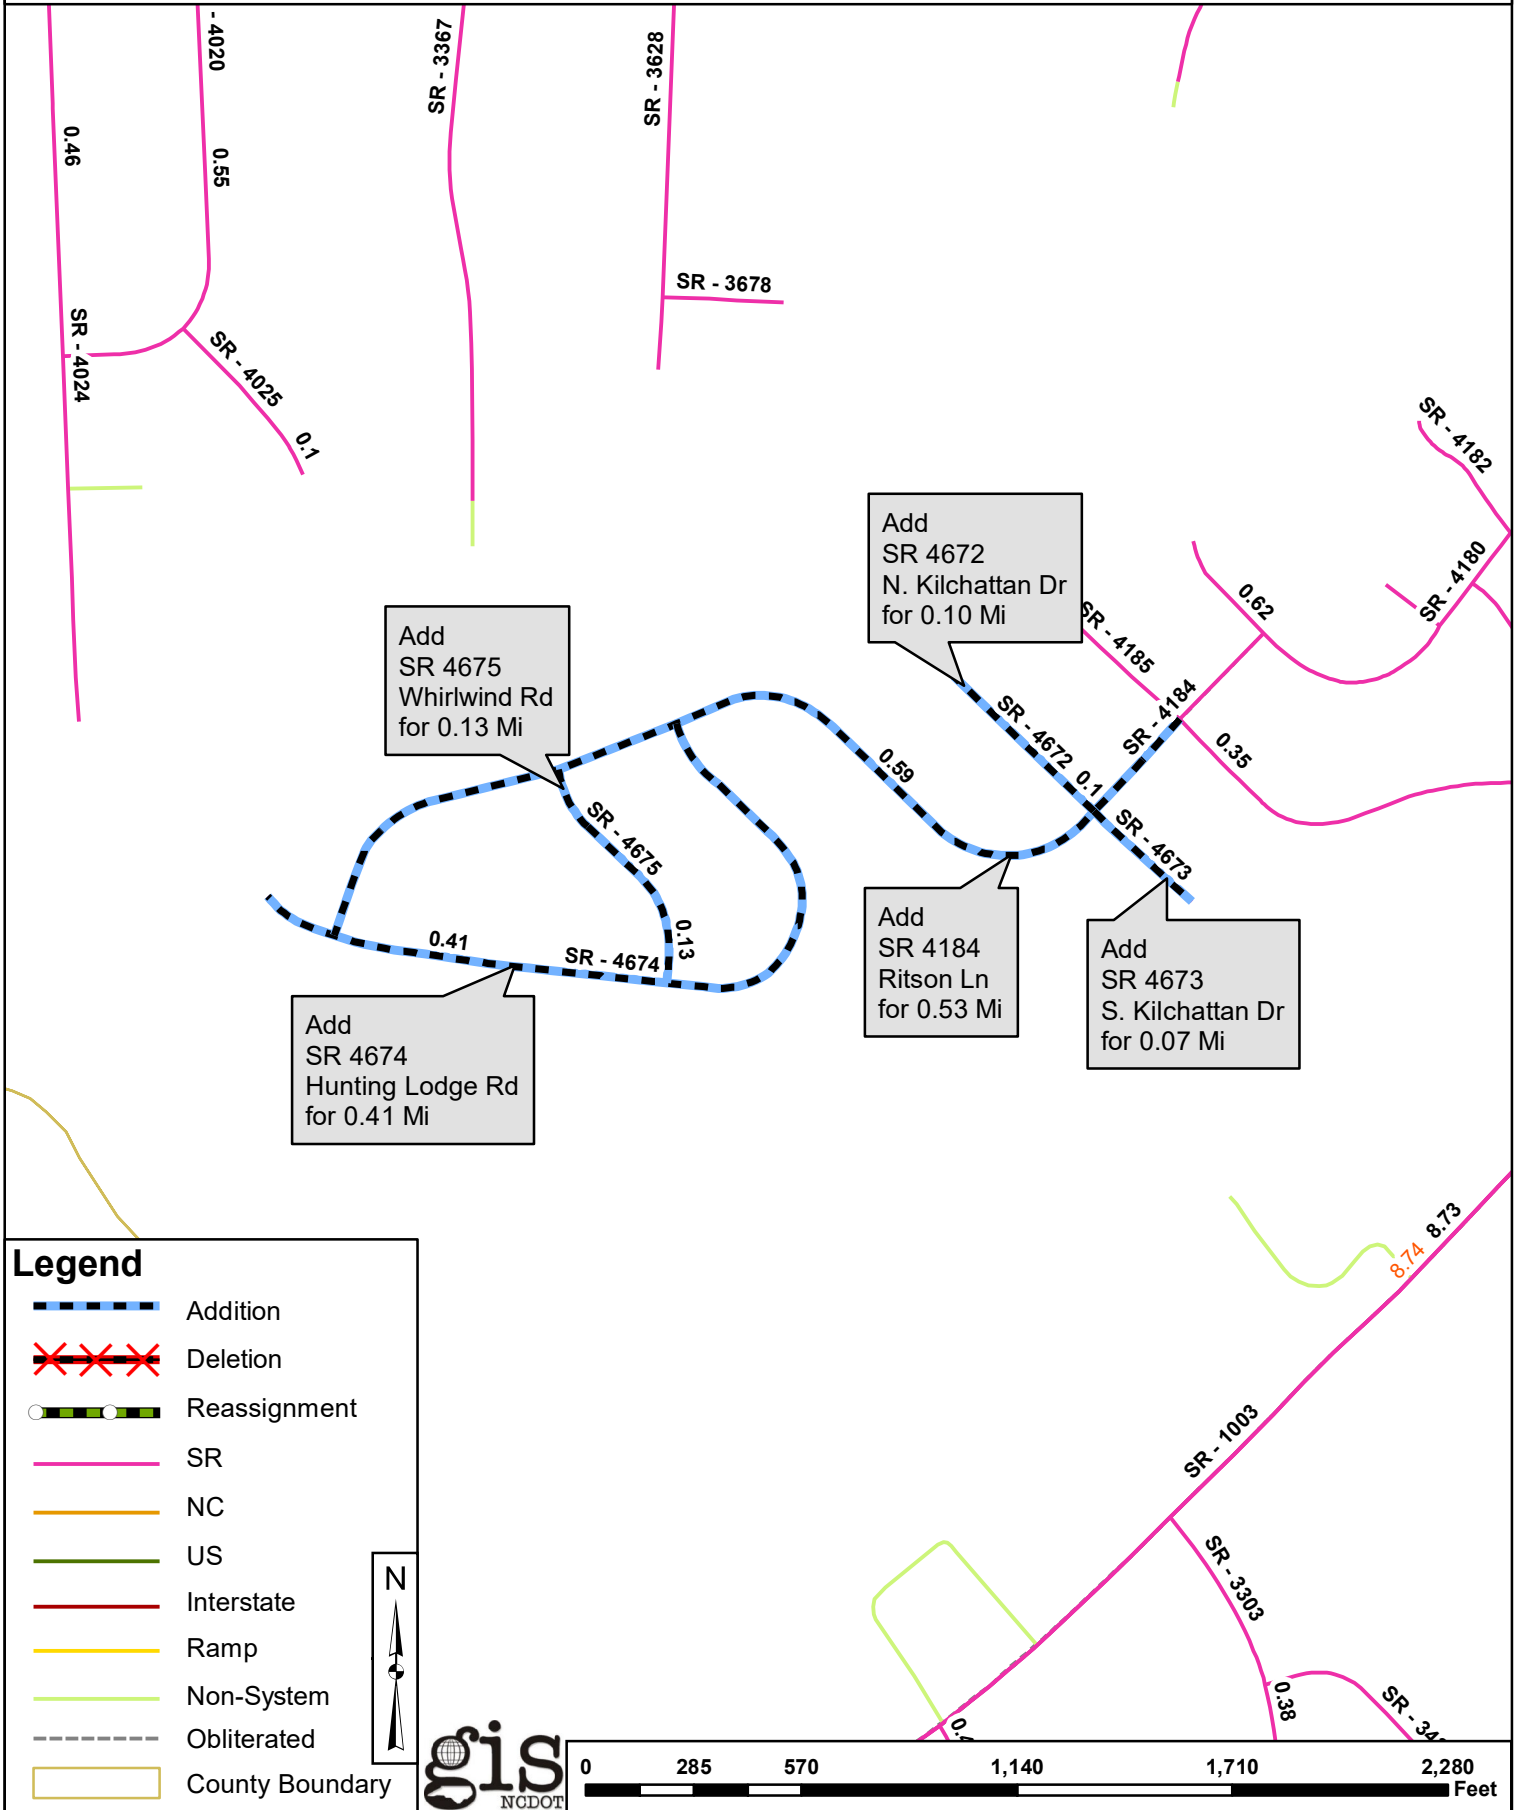 - 4020
SR - 3367
SR - 3628
0.46
0.55
SR - 3678
SR - 4024
SR - 4025
0.1
SR - 4182
SR - 4180
0.62
Add
SR 4672
N. Kilchattan Dr
for 0.10 Mi
SR - 4185
Add
SR 4675
Whirlwind Rd
for 0.13 Mi
SR - 4184
SR - 4672
0.1
0.35
0.59
SR - 4675
SR - 4673
0.13
0.41
SR - 4674
Add
SR 4184
Ritson Ln
for 0.53 Mi
Add
SR 4673
S. Kilchattan Dr
for 0.07 Mi
Add
SR 4674
Hunting Lodge Rd
for 0.41 Mi
8.73
8.74
SR - 1003
SR - 3303
0.38
Legend
Addition
Deletion
Reassignment
SR
NC
US
Interstate
Ramp
Non-System
Obliterated
County Boundary
N
gis
NCDOT
0 285 570 1,140 1,710 2,280
Feet